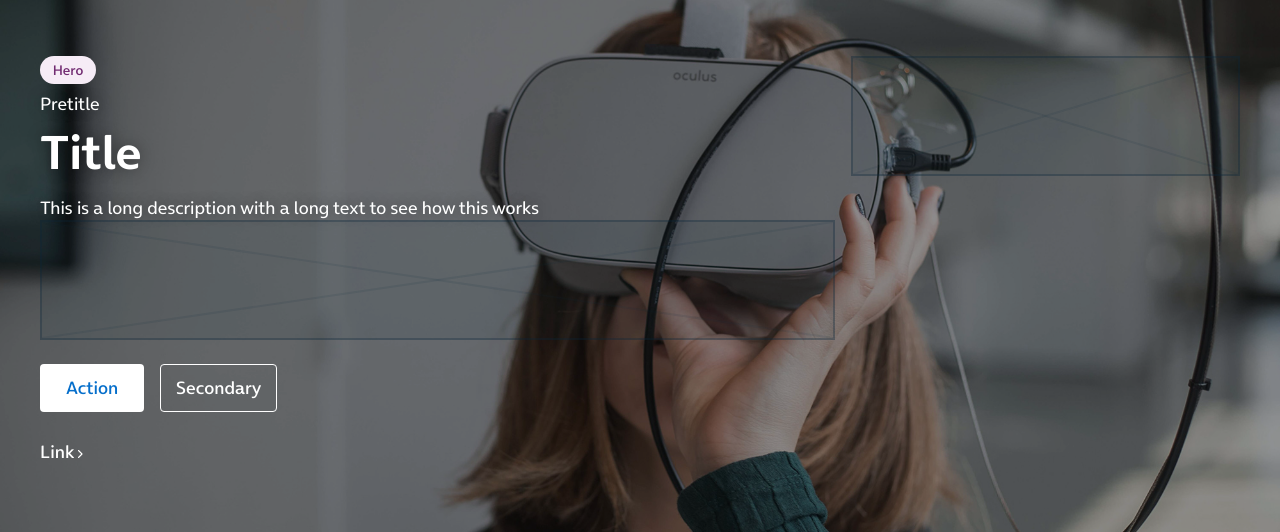 Hero
Pretitle
Title
This is a long description with a long text to see how this works
Action
Secondary
Link ›
oculus